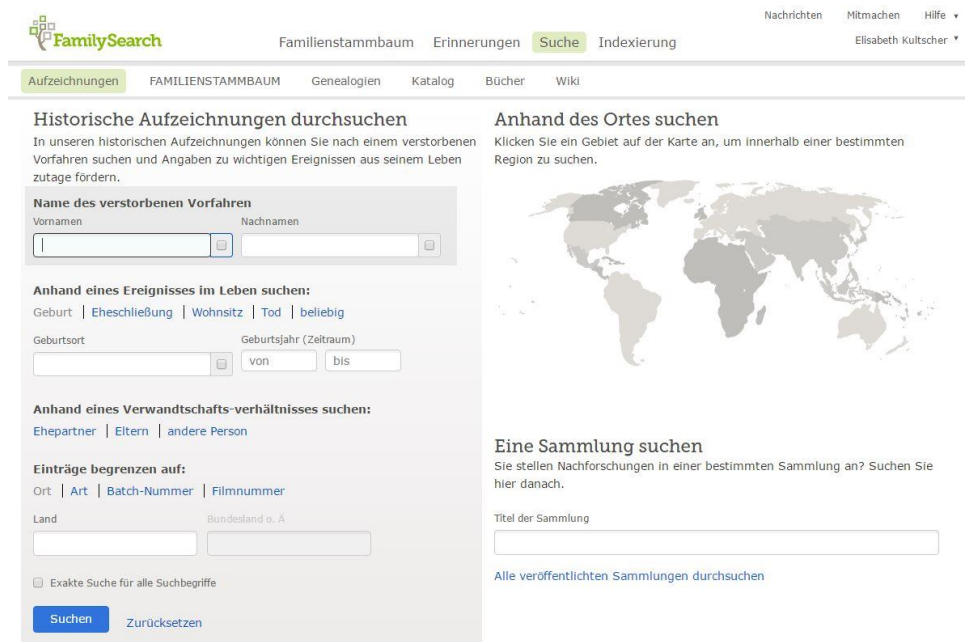 Nachrichten Mitmachen Hilfe
FamilySearch
Familienstammbaum Erinnerungen Suche Indexierung
Elisabeth Kultscher
Aufzeichnungen FAMILIENSTAMMBAUM Genealogien Katalog Bücher Wiki
Historische Aufzeichnungen durchsuchen
In unseren historischen Aufzeichnungen können Sie nach einem verstorbenen
Vorfahren suchen und Angaben zu wichtigen Ereignissen aus seinem Leben
zutage fördern.
Name des verstorbenen Vorfahren
Vornamen Nachnamen
Anhand eines Ereignisses im Leben suchen:
Geburt | Eheschließung | Wohnsitz | Tod | beliebig
Geburtsort Geburtsjahr (Zeitraum)
von bis
Anhand eines Verwandtschafts-verhältnisses suchen:
Ehepartner | Eltern | andere Person
Einträge begrenzen auf:
Ort | Art | Batch-Nummer | Filmnummer
Land Bundesland o. Ä
Exakte Suche für alle Suchbegriffe
Suchen Zurücksetzen
Anhand des Ortes suchen
Klicken Sie ein Gebiet auf der Karte an, um innerhalb einer bestimmten
Region zu suchen.
Eine Sammlung suchen
Sie stellen Nachforschungen in einer bestimmten Sammlung an? Suchen Sie
hier danach.
Titel der Sammlung
Alle veröffentlichten Sammlungen durchsuchen